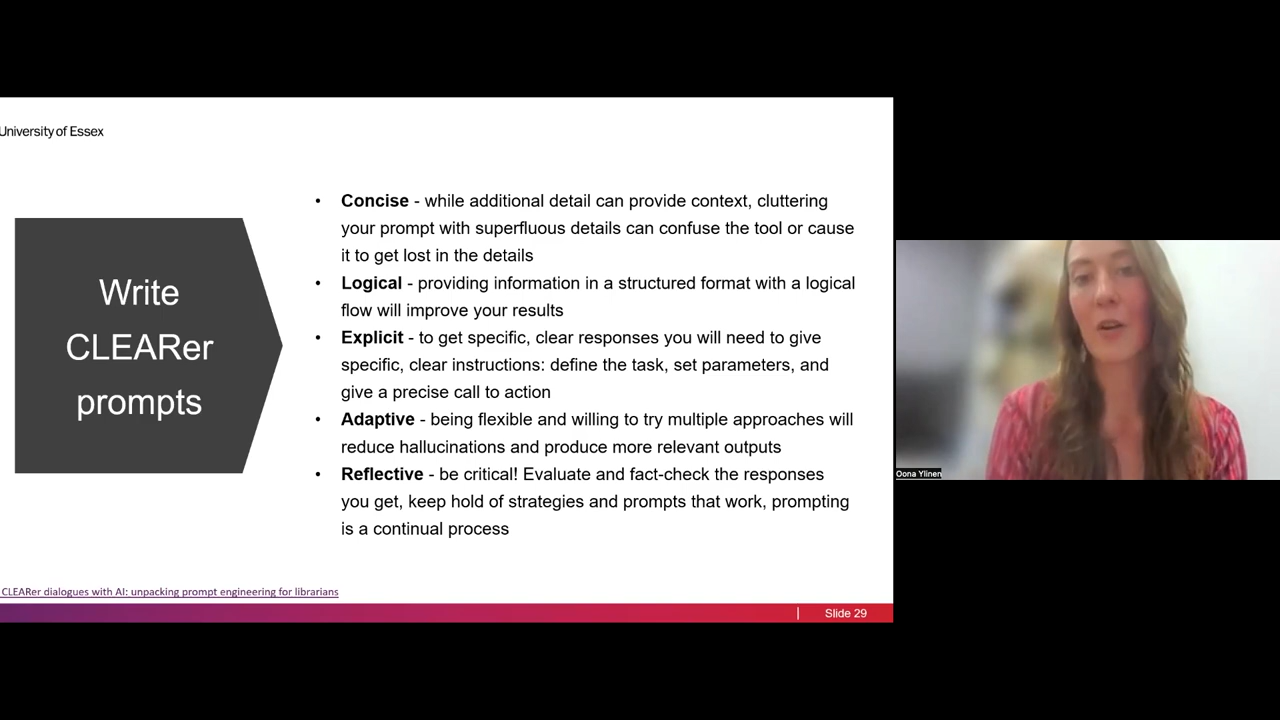 University of Essex
Write
CLEARer
prompts
• Concise - while additional detail can provide context, cluttering
your prompt with superfluous details can confuse the tool or cause
it to get lost in the details
• Logical - providing information in a structured format with a logical
flow will improve your results
• Explicit - to get specific, clear responses you will need to give
specific, clear instructions: define the task, set parameters, and
give a precise call to action
• Adaptive - being flexible and willing to try multiple approaches will
reduce hallucinations and produce more relevant outputs
• Reflective - be critical! Evaluate and fact-check the responses
you get, keep hold of strategies and prompts that work, prompting
is a continual process
CLEARer dialogues with AI: unpacking prompt engineering for librarians
| Slide 29
Oona Ylinen